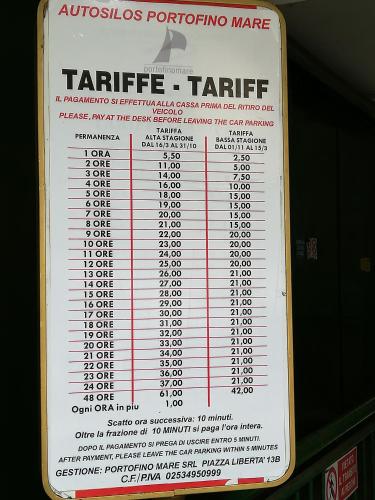 AUTOSILOS PORTOFINO MARE
portofinomare
TARIFFE - TARIFF
IL PAGAMENTO SI EFFETTUA ALLA CASSA PRIMA DEL RITIRO DEL
VEICOLO
PLEASE, PAY AT THE DESK BEFORE LEAVING THE CAR PARKING
PERMANENZA TARIFFA ALTA STAGIONE DAL 16/3 AL 31/10 TARIFFA BASSA STAGIONE DAL 01/11 AL 15/3
1 ORA 5,50 2,50
2 ORE 11,00 5,00
3 ORE 14,00 7,50
4 ORE 16,00 10,00
5 ORE 18,00 15,00
6 ORE 19,00 15,00
7 ORE 20,00 15,00
8 ORE 21,00 15,00
9 ORE 22,00 20,00
10 ORE 23,00 20,00
11 ORE 24,00 20,00
12 ORE 25,00 20,00
13 ORE 26,00 21,00
14 ORE 27,00 21,00
15 ORE 28,00 21,00
16 ORE 29,00 21,00
17 ORE 30,00 21,00
18 ORE 31,00 21,00
19 ORE 32,00 21,00
20 ORE 33,00 21,00
21 ORE 34,00 21,00
22 ORE 35,00 21,00
23 ORE 36,00 21,00
24 ORE 37,00 21,00
48 ORE 61,00 42,00
Ogni ORA in più 1,00
Scatto ora successiva: 10 minuti.
Oltre la frazione di 10 MINUTI si paga l'ora intera.
DOPO IL PAGAMENTO SI PREGA DI USCIRE ENTRO 5 MINUTI.
AFTER PAYMENT, PLEASE LEAVE THE CAR PARKING WITHIN 5 MINUTES
GESTIONE: PORTOFINO MARE SRL PIAZZA LIBERTA' 13B
C.F./P.IVA 02534950999